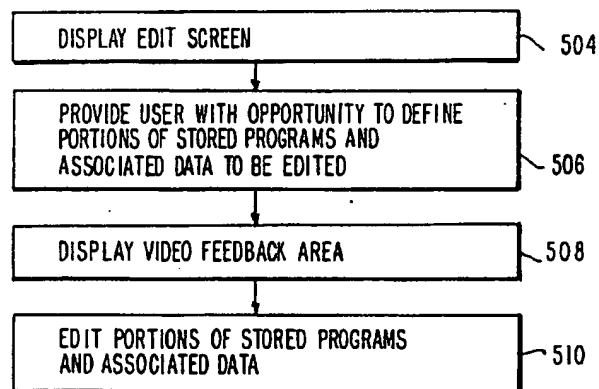 DISPLAY EDIT SCREEN
504
PROVIDE USER WITH OPPORTUNITY TO DEFINE
PORTIONS OF STORED PROGRAMS AND
ASSOCIATED DATA TO BE EDITED
506
DISPLAY VIDEO FEEDBACK AREA
508
EDIT PORTIONS OF STORED PROGRAMS
AND ASSOCIATED DATA
510